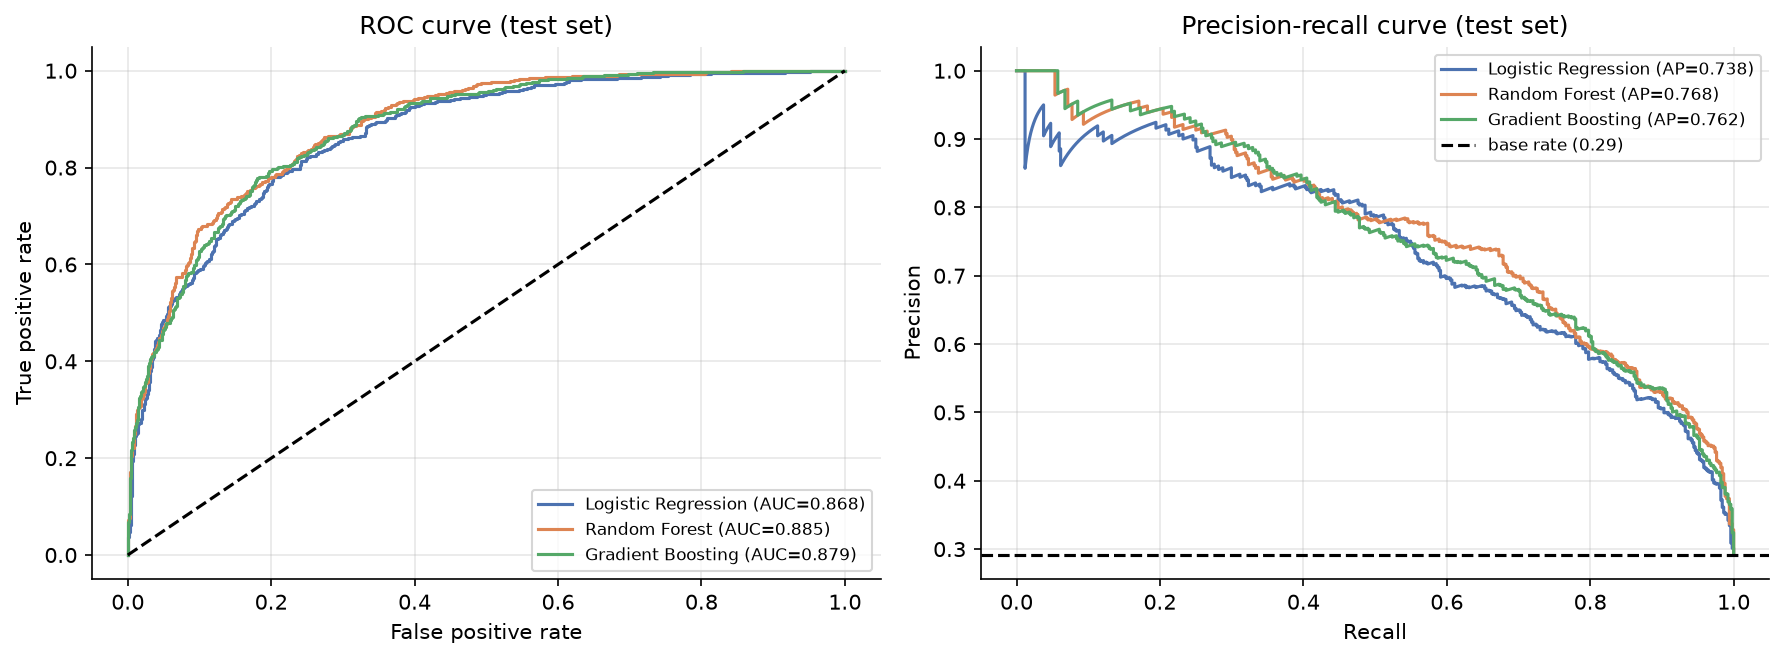 ROC curve (test set)
True positive rate
1.0
0.8
0.6
0.4
0.2
0.0
Logistic Regression (AUC=0.868)
Random Forest (AUC=0.885)
Gradient Boosting (AUC=0.879)
0.0 0.2 0.4 0.6 0.8 1.0
False positive rate
Precision-recall curve (test set)
Precision
1.0
0.9
0.8
0.7
0.6
0.5
0.4
0.3
Logistic Regression (AP=0.738)
Random Forest (AP=0.768)
Gradient Boosting (AP=0.762)
base rate (0.29)
0.0 0.2 0.4 0.6 0.8 1.0
Recall